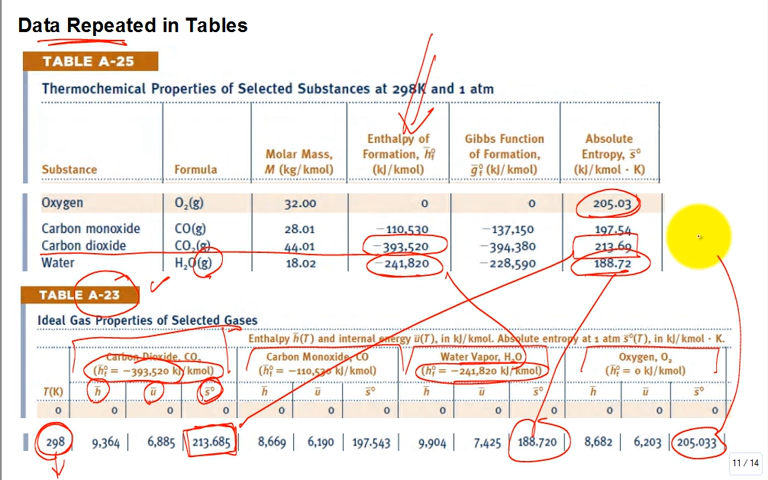 Data Repeated in Tables
TABLE A-25
Thermochemical Properties of Selected Substances at 298K and 1 atm
Substance Formula Molar Mass, M (kg/kmol) Enthalpy of Formation, h̄°f (kJ/kmol) Gibbs Function of Formation, ḡ°f (kJ/kmol) Absolute Entropy, s̄° (kJ/kmol · K)
Oxygen O₂(g) 32.00 0 0 205.03
Carbon monoxide CO(g) 28.01 −110,530 −137,150 197.54
Carbon dioxide CO₂(g) 44.01 −393,520 −394,380 213.69
Water H₂O(g) 18.02 −241,820 −228,590 188.72
TABLE A-23
Ideal Gas Properties of Selected Gases
Enthalpy h̄(T) and internal energy ū(T), in kJ/kmol. Absolute entropy at 1 atm s̄°(T), in kJ/kmol · K.
Carbon Dioxide, CO₂ Carbon Monoxide, CO Water Vapor, H₂O Oxygen, O₂
(h̄°f = −393,520 kJ/kmol) (h̄°f = −110,530 kJ/kmol) (h̄°f = −241,820 kJ/kmol) (h̄°f = 0 kJ/kmol)
T(K) h̄ ū s̄° h̄ ū s̄° h̄ ū s̄° h̄ ū s̄°
0 0 0 0 0 0 0 0 0 0 0 0 0
298 9,364 6,885 213.685 8,669 6,190 197.543 9,904 7,425 188.720 8,682 6,203 205.033
11 / 14